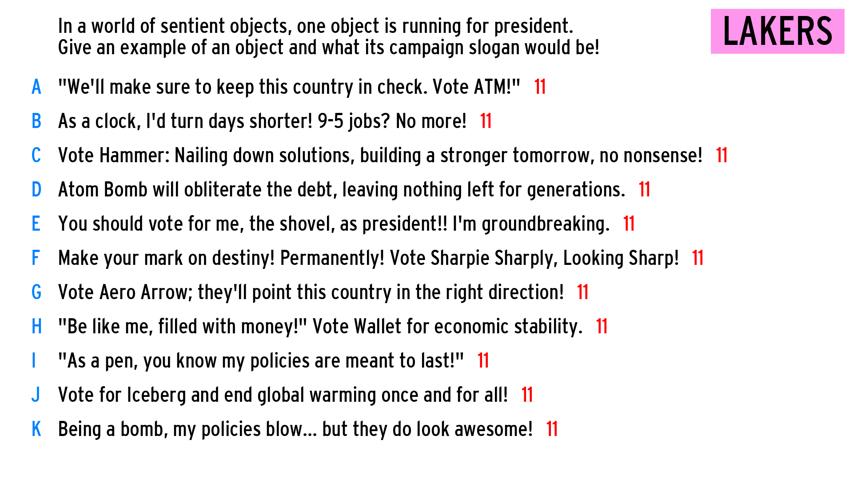 In a world of sentient objects, one object is running for president.
Give an example of an object and what its campaign slogan would be!
LAKERS
A "We'll make sure to keep this country in check. Vote ATM!" 11
B As a clock, I'd turn days shorter! 9-5 jobs? No more! 11
C Vote Hammer: Nailing down solutions, building a stronger tomorrow, no nonsense! 11
D Atom Bomb will obliterate the debt, leaving nothing left for generations. 11
E You should vote for me, the shovel, as president!! I'm groundbreaking. 11
F Make your mark on destiny! Permanently! Vote Sharpie Sharply, Looking Sharp! 11
G Vote Aero Arrow; they'll point this country in the right direction! 11
H "Be like me, filled with money!" Vote Wallet for economic stability. 11
I "As a pen, you know my policies are meant to last!" 11
J Vote for Iceberg and end global warming once and for all! 11
K Being a bomb, my policies blow... but they do look awesome! 11